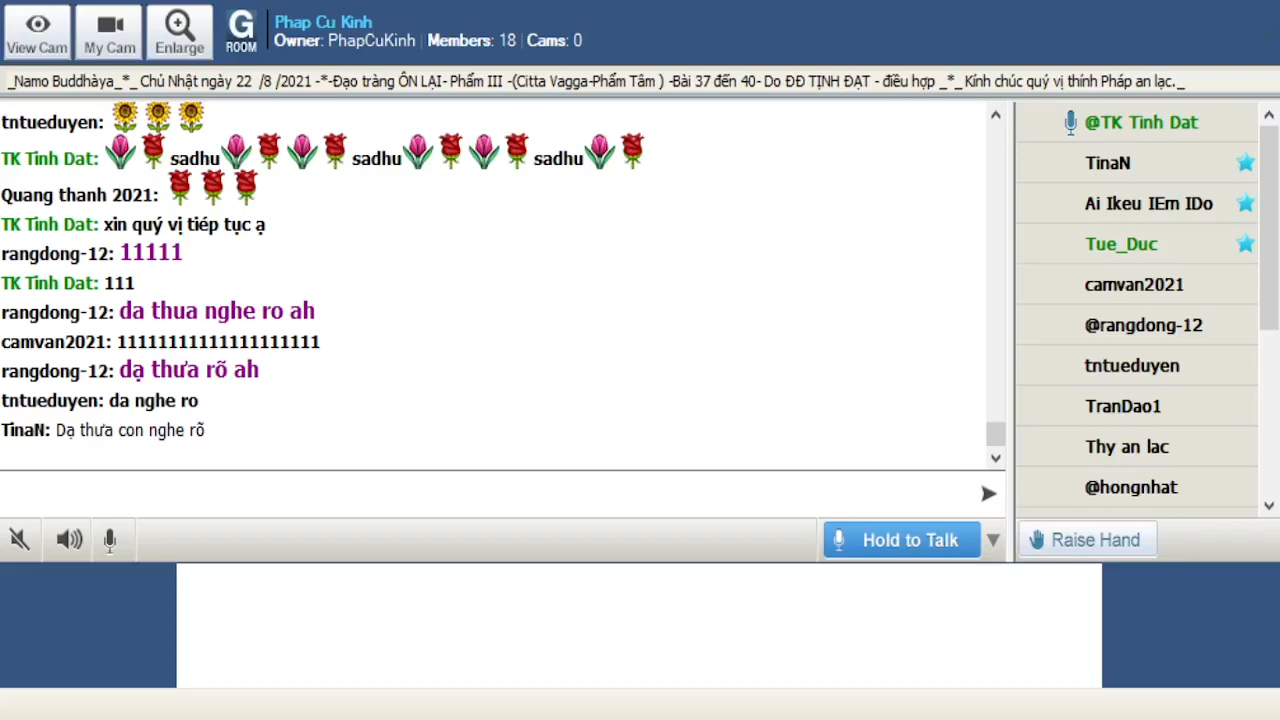 View Cam
My Cam
Enlarge
G
ROOM
Phap Cu Kinh
Owner: PhapCuKinh | Members: 18 | Cams: 0
_Namo Buddhàya_*_ Chủ Nhật ngày 22 /8 /2021 -*-Đạo tràng ÔN LẠI- Phẩm III -(Citta Vagga-Phẩm Tâm ) -Bài 37 đến 40- Do ĐĐ TỊNH ĐẠT - điều hợp _*_ Kính chúc quý vị thính Pháp an lạc._
tntueduyen:
TK Tinh Dat: sadhu sadhu sadhu
Quang thanh 2021:
TK Tinh Dat: xin quý vị tiép tục ạ
rangdong-12: 11111
TK Tinh Dat: 111
rangdong-12: da thua nghe ro ah
camvan2021: 11111111111111111111
rangdong-12: dạ thưa rõ ah
tntueduyen: da nghe ro
TinaN: Dạ thưa con nghe rõ
@TK Tinh Dat
TinaN
Ai Ikeu IEm IDo
Tue_Duc
camvan2021
@rangdong-12
tntueduyen
TranDao1
Thy an lac
@hongnhat
Hold to Talk
Raise Hand